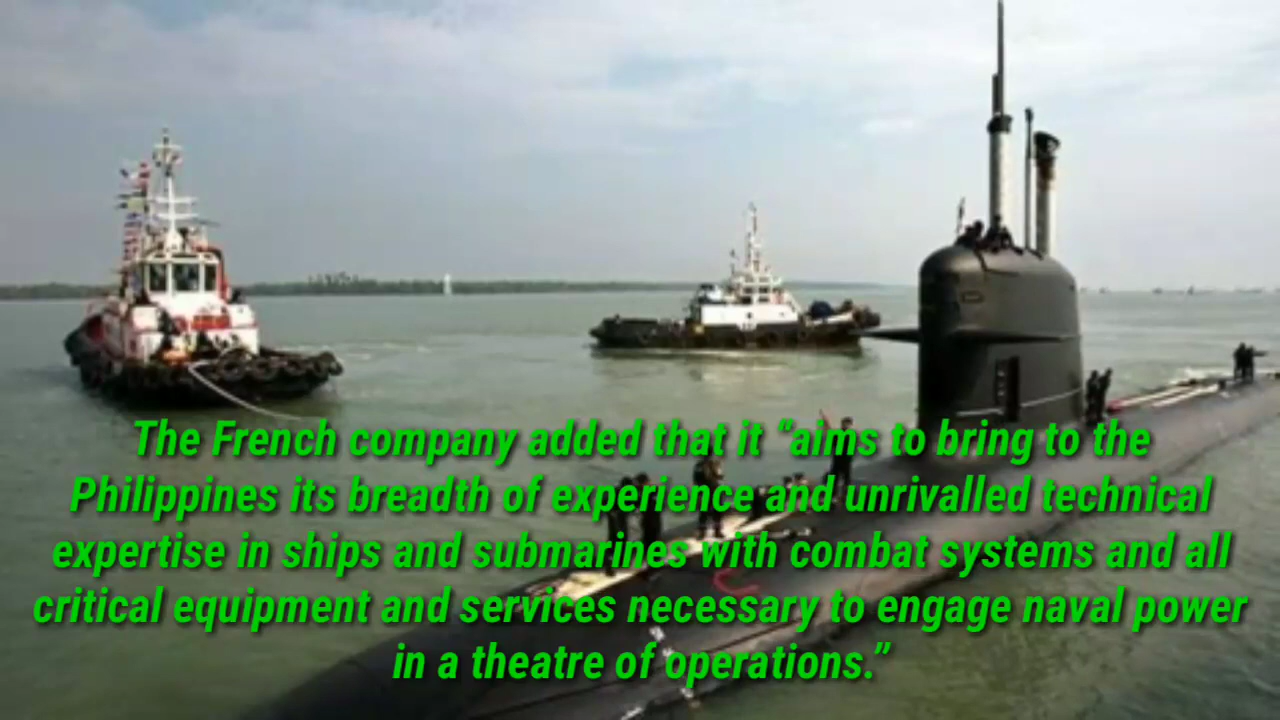 The French company added that it “aims to bring to the
Philippines its breadth of experience and unrivalled technical
expertise in ships and submarines with combat systems and all
critical equipment and services necessary to engage naval power
in a theatre of operations.”